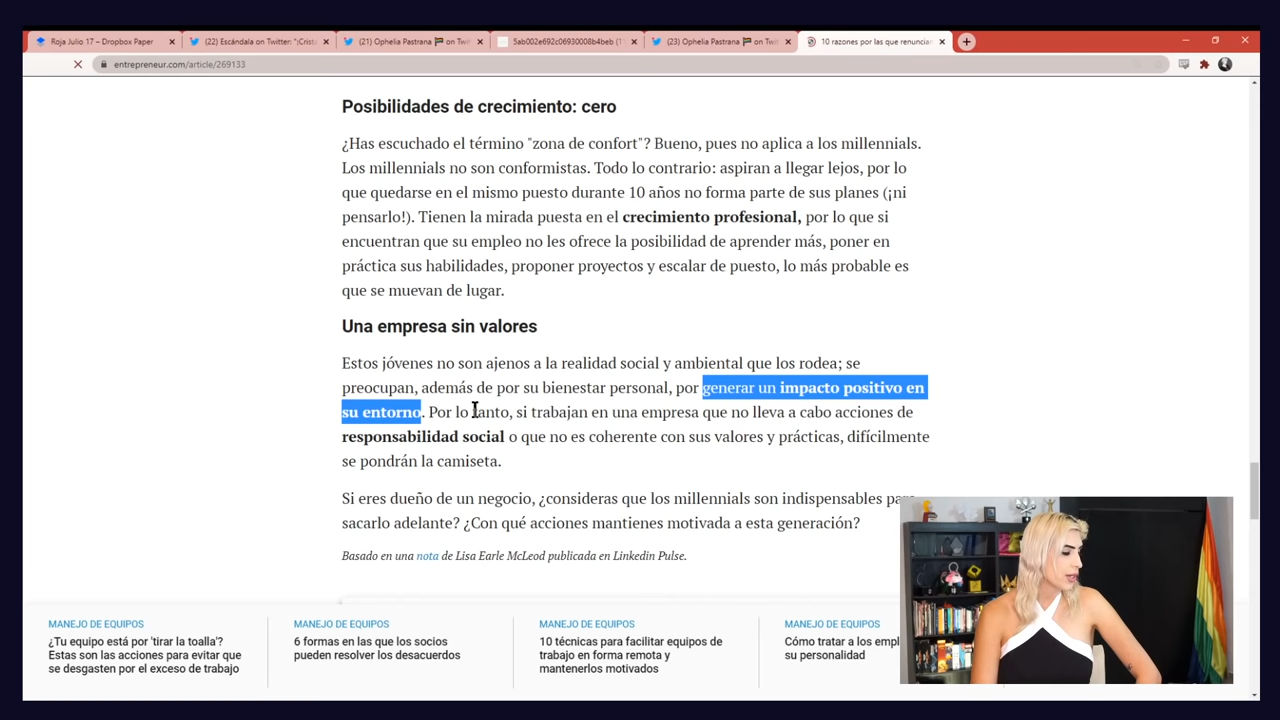 Roja Julio 17 – Dropbox Paper
(22) Escándala on Twitter: "¡Crist
(21) Ophelia Pastrana on Twi
5ab002e692c06930008b4beb (1
(23) Ophelia Pastrana on Twi
10 razones por las que renuncian
entrepreneur.com/article/269133
Posibilidades de crecimiento: cero
¿Has escuchado el término "zona de confort"? Bueno, pues no aplica a los millennials.
Los millennials no son conformistas. Todo lo contrario: aspiran a llegar lejos, por lo
que quedarse en el mismo puesto durante 10 años no forma parte de sus planes (¡ni
pensarlo!). Tienen la mirada puesta en el crecimiento profesional, por lo que si
encuentran que su empleo no les ofrece la posibilidad de aprender más, poner en
práctica sus habilidades, proponer proyectos y escalar de puesto, lo más probable es
que se muevan de lugar.
Una empresa sin valores
Estos jóvenes no son ajenos a la realidad social y ambiental que los rodea; se
preocupan, además de por su bienestar personal, por generar un impacto positivo en
su entorno. Por lo tanto, si trabajan en una empresa que no lleva a cabo acciones de
responsabilidad social o que no es coherente con sus valores y prácticas, difícilmente
se pondrán la camiseta.
Si eres dueño de un negocio, ¿consideras que los millennials son indispensables para
sacarlo adelante? ¿Con qué acciones mantienes motivada a esta generación?
Basado en una nota de Lisa Earle McLeod publicada en Linkedin Pulse.
MANEJO DE EQUIPOS
¿Tu equipo está por 'tirar la toalla'?
Estas son las acciones para evitar que
se desgasten por el exceso de trabajo
MANEJO DE EQUIPOS
6 formas en las que los socios
pueden resolver los desacuerdos
MANEJO DE EQUIPOS
10 técnicas para facilitar equipos de
trabajo en forma remota y
mantenerlos motivados
MANEJO DE EQUIPOS
Cómo tratar a los empl
su personalidad